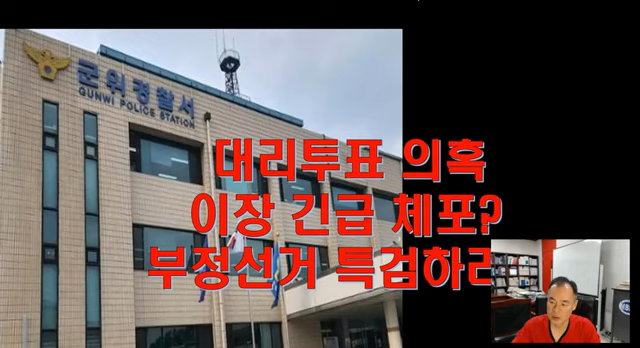 군위경찰서
GUNWI POLICE STATION
대리투표 의혹
이장 긴급 체포?
부정선거 특검하라